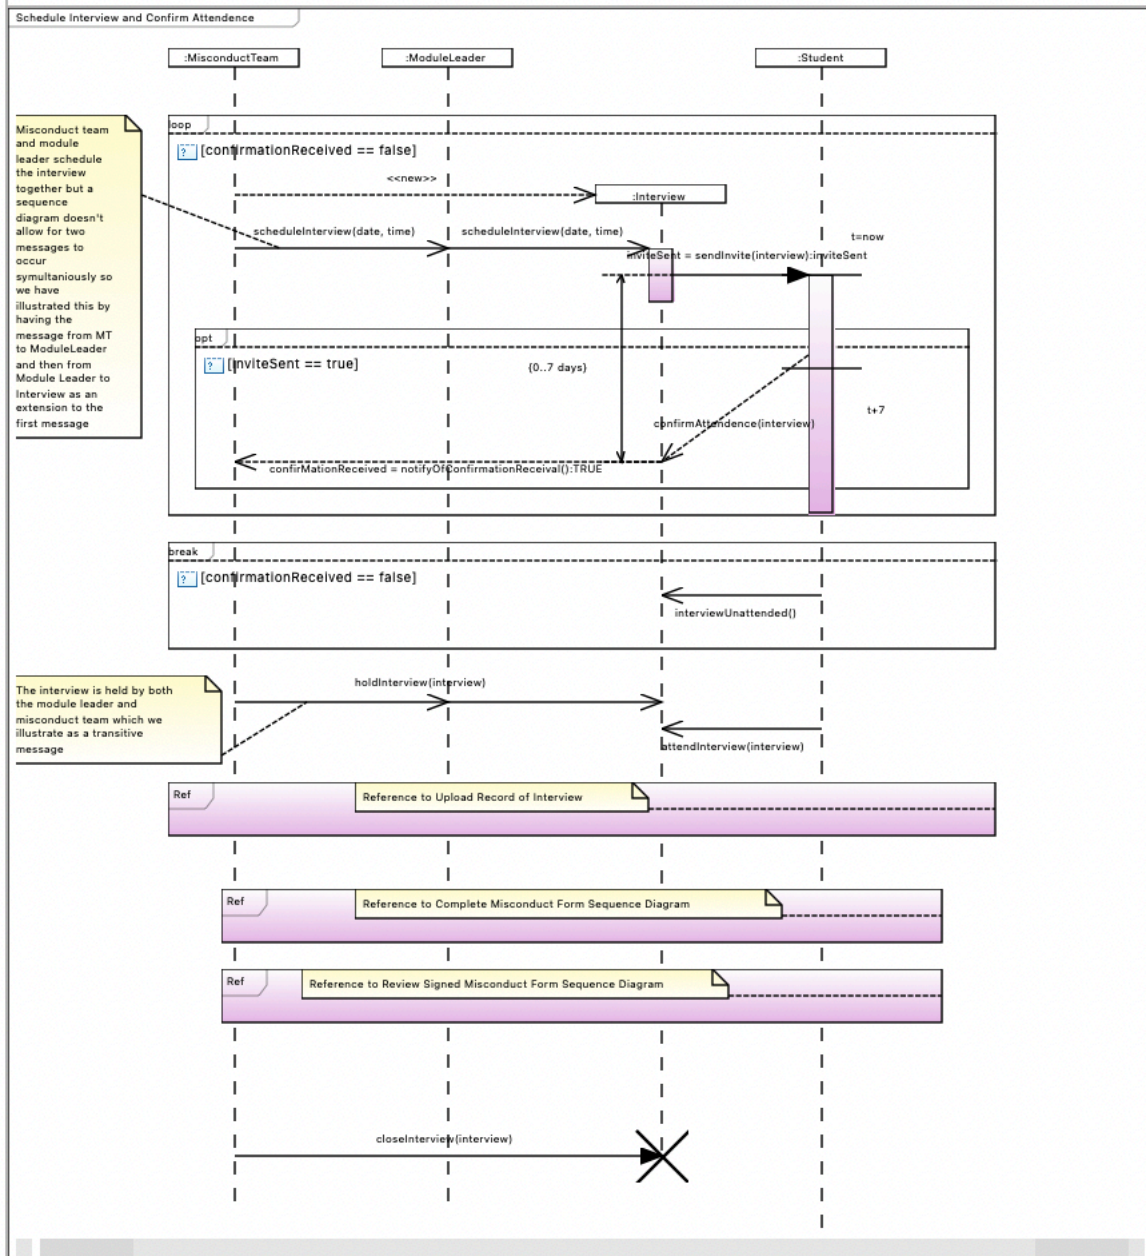 Schedule Interview and Confirm Attendence
:MisconductTeam
:ModuleLeader
:Student
Misconduct team
and module
leader schedule
the interview
together but a
sequence
diagram doesn't
allow for two
messages to
occur
symultaniously so
we have
illustrated this by
having the
message from MT
to ModuleLeader
and then from
Module Leader to
Interview as an
extension to the
first message
loop
? [confirmationReceived == false]
<<new>>
:Interview
scheduleInterview(date, time)
scheduleInterview(date, time)
t=now
inviteSent = sendInvite(interview):inviteSent
opt
? [inviteSent == true]
{0..7 days}
t+7
confirmAttendence(interview)
confirMationReceived = notifyOfConfirmationReceival():TRUE
break
? [confirmationReceived == false]
interviewUnattended()
The interview is held by both
the module leader and
misconduct team which we
illustrate as a transitive
message
holdInterview(interview)
attendInterview(interview)
Ref
Reference to Upload Record of Interview
Ref
Reference to Complete Misconduct Form Sequence Diagram
Ref
Reference to Review Signed Misconduct Form Sequence Diagram
closeInterview(interview)